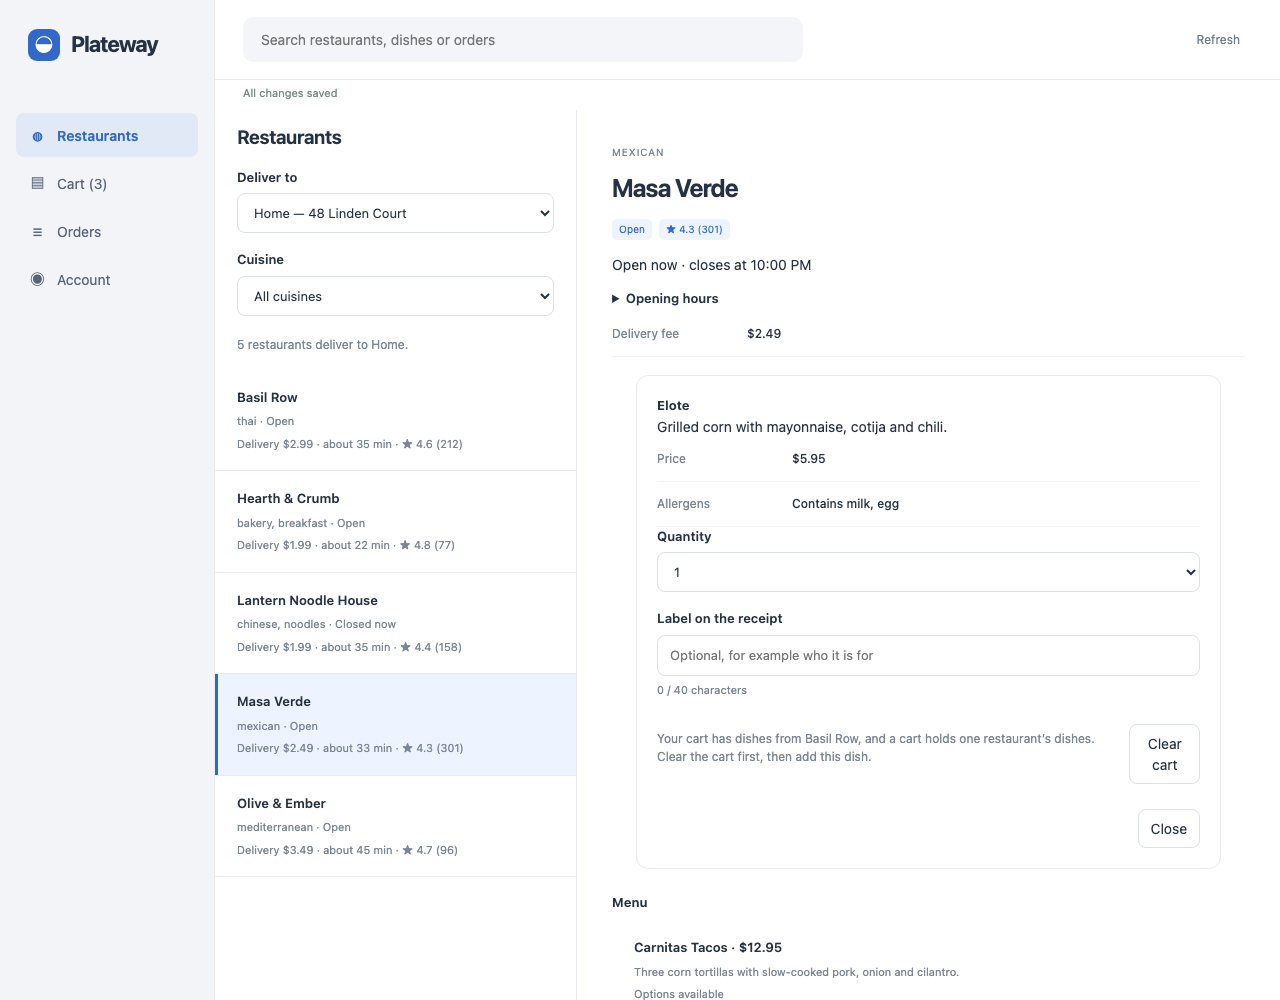 Plateway
Search restaurants, dishes or orders
Refresh
Restaurants
Cart (3)
Orders
Account
All changes saved
Restaurants
Deliver to
Home — 48 Linden Court
Cuisine
All cuisines
5 restaurants deliver to Home.
Basil Row
thai · Open
Delivery $2.99 · about 35 min · ★ 4.6 (212)
Hearth & Crumb
bakery, breakfast · Open
Delivery $1.99 · about 22 min · ★ 4.8 (77)
Lantern Noodle House
chinese, noodles · Closed now
Delivery $1.99 · about 35 min · ★ 4.4 (158)
Masa Verde
mexican · Open
Delivery $2.49 · about 33 min · ★ 4.3 (301)
Olive & Ember
mediterranean · Open
Delivery $3.49 · about 45 min · ★ 4.7 (96)
MEXICAN
Masa Verde
Open ★ 4.3 (301)
Open now · closes at 10:00 PM
Opening hours
Delivery fee $2.49
Elote
Grilled corn with mayonnaise, cotija and chili.
Price $5.95
Allergens Contains milk, egg
Quantity
1
Label on the receipt
Optional, for example who it is for
0 / 40 characters
Your cart has dishes from Basil Row, and a cart holds one restaurant's dishes.
Clear the cart first, then add this dish.
Clear
cart
Close
Menu
Carnitas Tacos · $12.95
Three corn tortillas with slow-cooked pork, onion and cilantro.
Options available